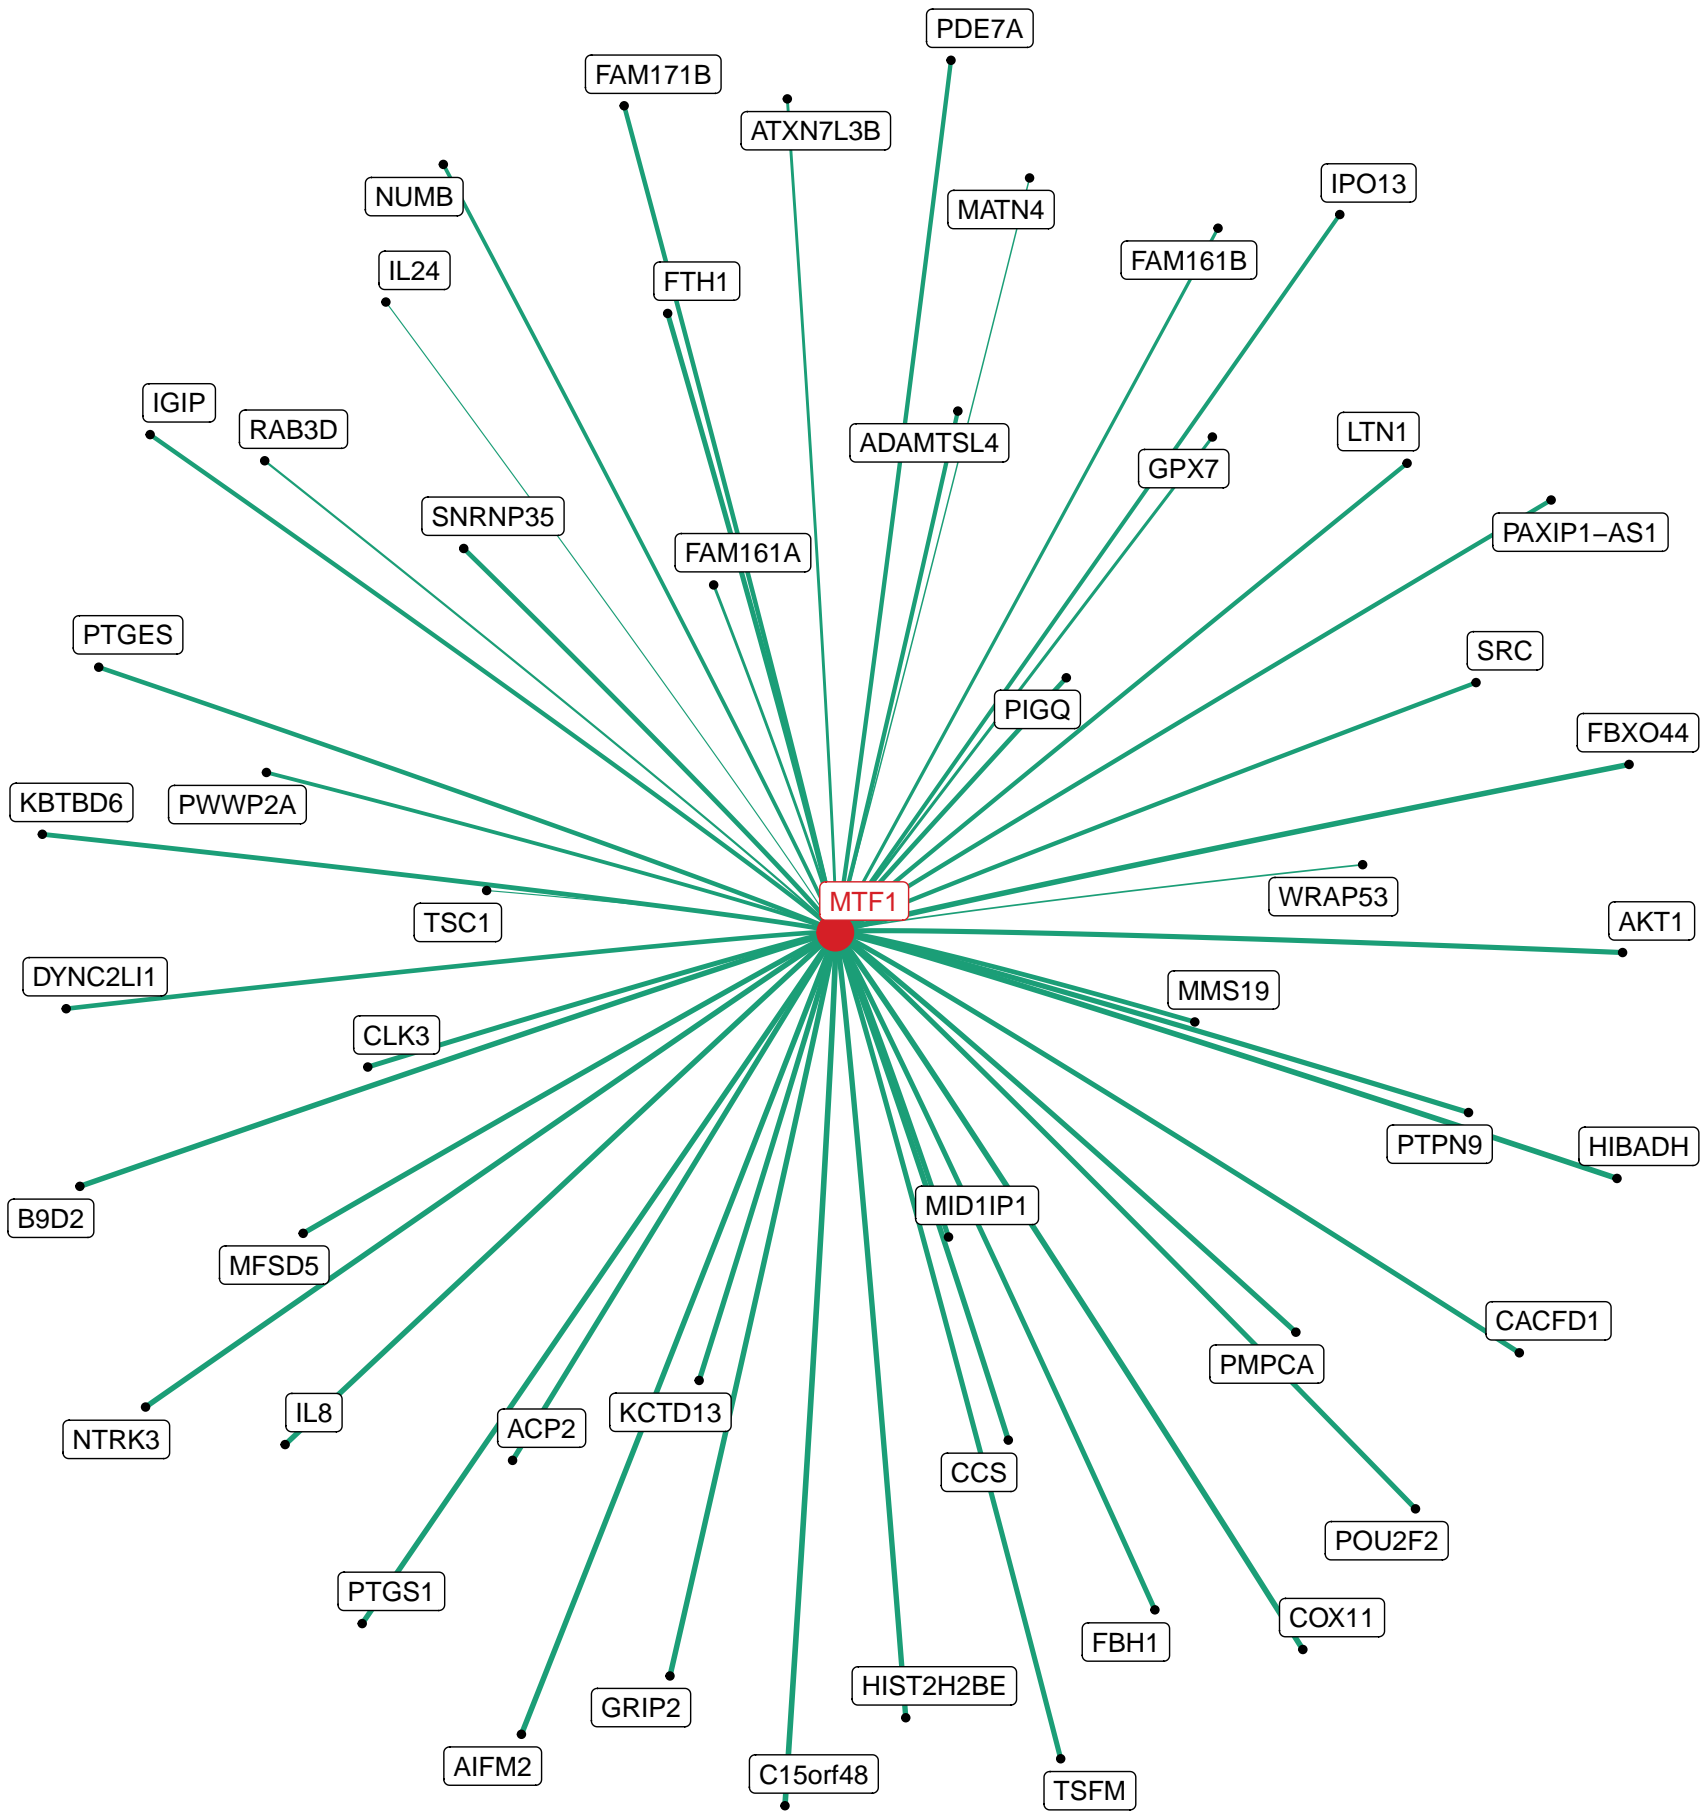 PDE7A
FAM171B
ATXN7L3B
NUMB
MATN4
IPO13
FAM161B
IL24
FTH1
IGIP
RAB3D
LTN1
ADAMTSL4
GPX7
SNRNP35
PAXIP1–AS1
FAM161A
PTGES
SRC
PIGQ
FBXO44
KBTBD6
PWWP2A
MTF1
WRAP53
TSC1
AKT1
DYNC2LI1
MMS19
CLK3
PTPN9
HIBADH
MID1IP1
B9D2
MFSD5
CACFD1
PMPCA
IL8
KCTD13
ACP2
NTRK3
CCS
POU2F2
PTGS1
COX11
FBH1
HIST2H2BE
GRIP2
AIFM2
C15orf48
TSFM